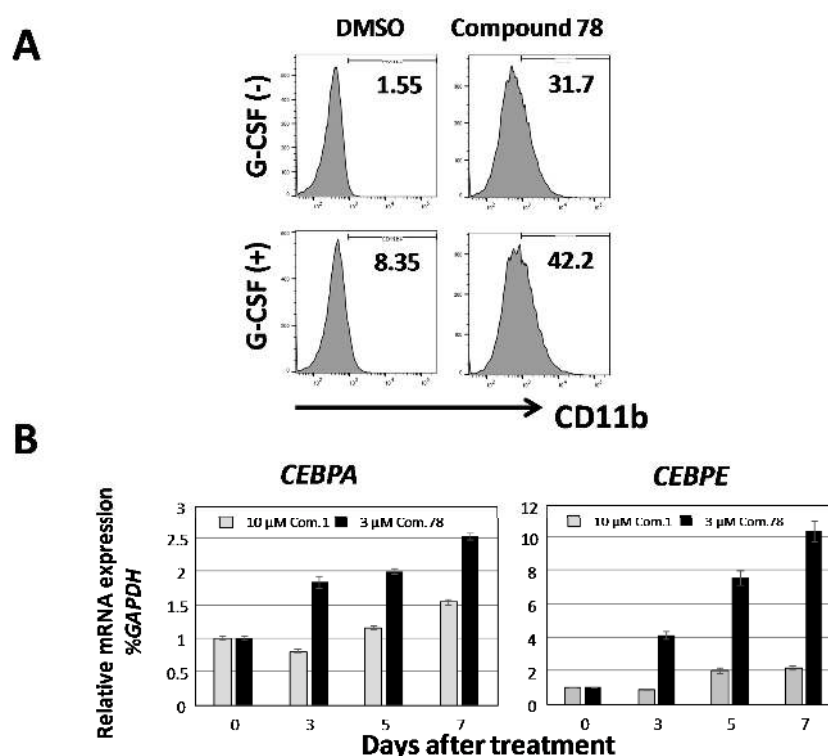 A
DMSO Compound 78
G-CSF (-)
1.55
31.7
G-CSF (+)
8.35
42.2
CD11b
B
CEBPA
CEBPE
Relative mRNA expression
%GAPDH
3
2.5
2
1.5
1
0.5
0
10 µM Com.1 3 µM Com.78
0 3 5 7
12
10
8
6
4
2
0
10 µM Com.1 3 µM Com.78
0 3 5 7
Days after treatment